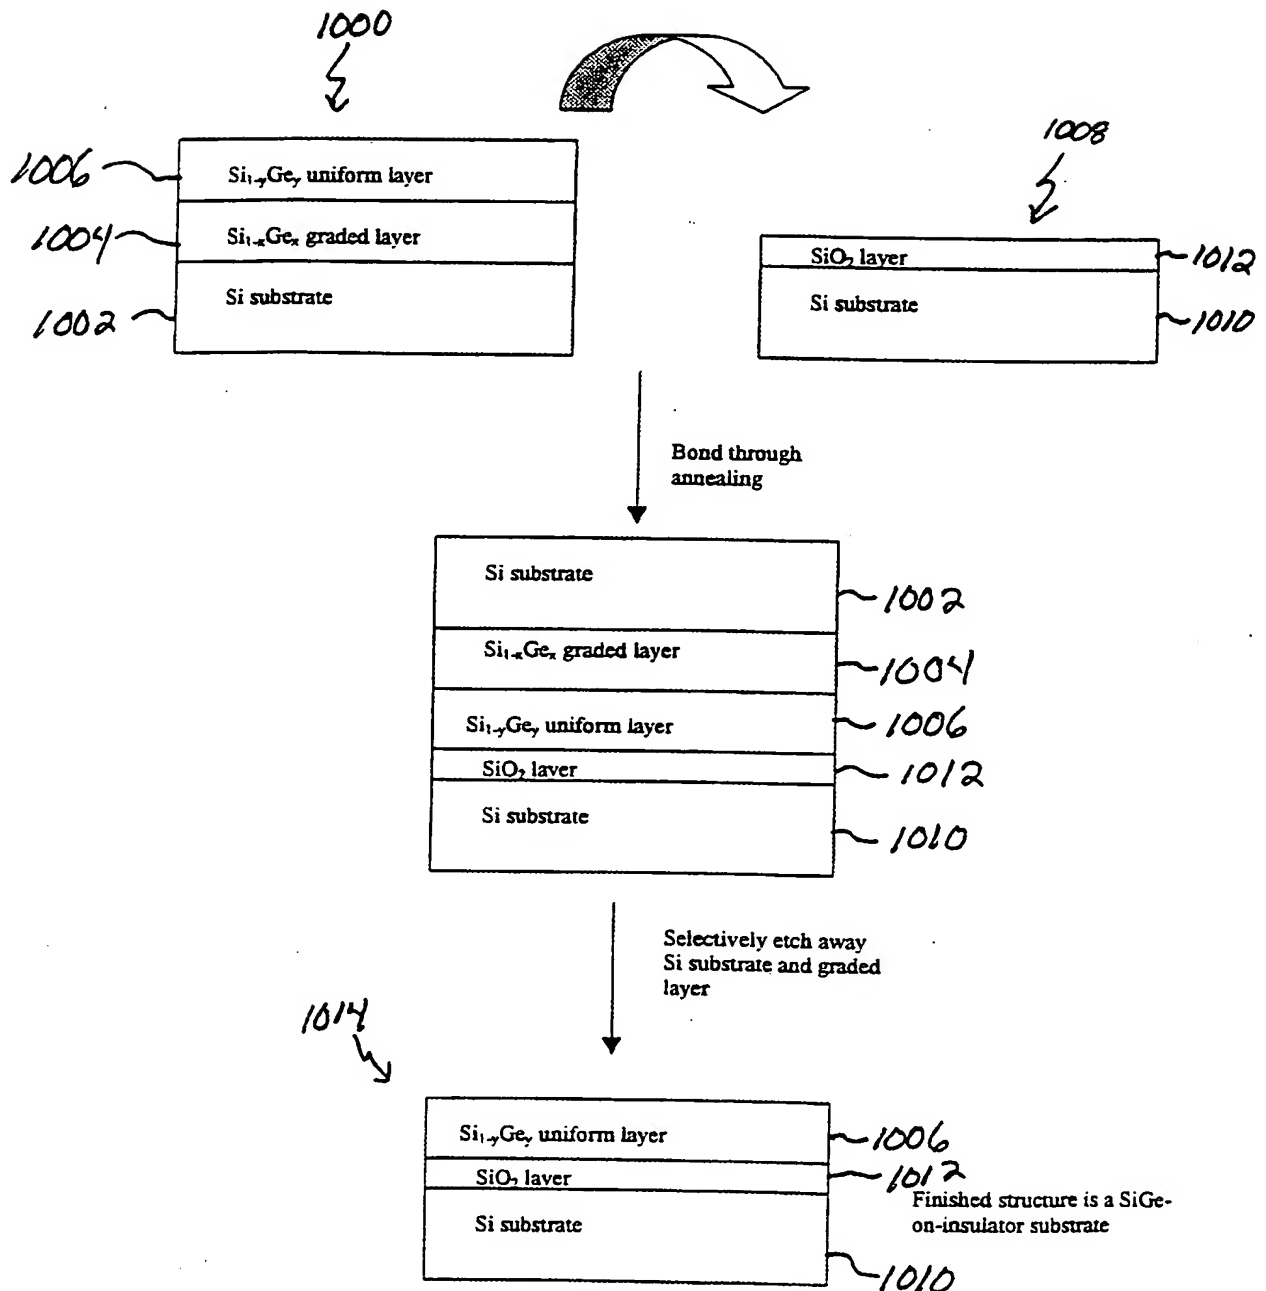 1000
1008
1006
Si₁₋yGey uniform layer
1004
Si₁₋ₓGeₓ graded layer
SiO₂ layer
1012
1002
Si substrate
Si substrate
1010
Bond through
annealing
Si substrate
1002
Si₁₋ₓGeₓ graded layer
1004
Si₁₋yGey uniform layer
1006
SiO₂ layer
1012
Si substrate
1010
Selectively etch away
Si substrate and graded
layer
1014
Si₁₋yGey uniform layer
1006
SiO₂ layer
1012
Finished structure is a SiGe-
on-insulator substrate
Si substrate
1010